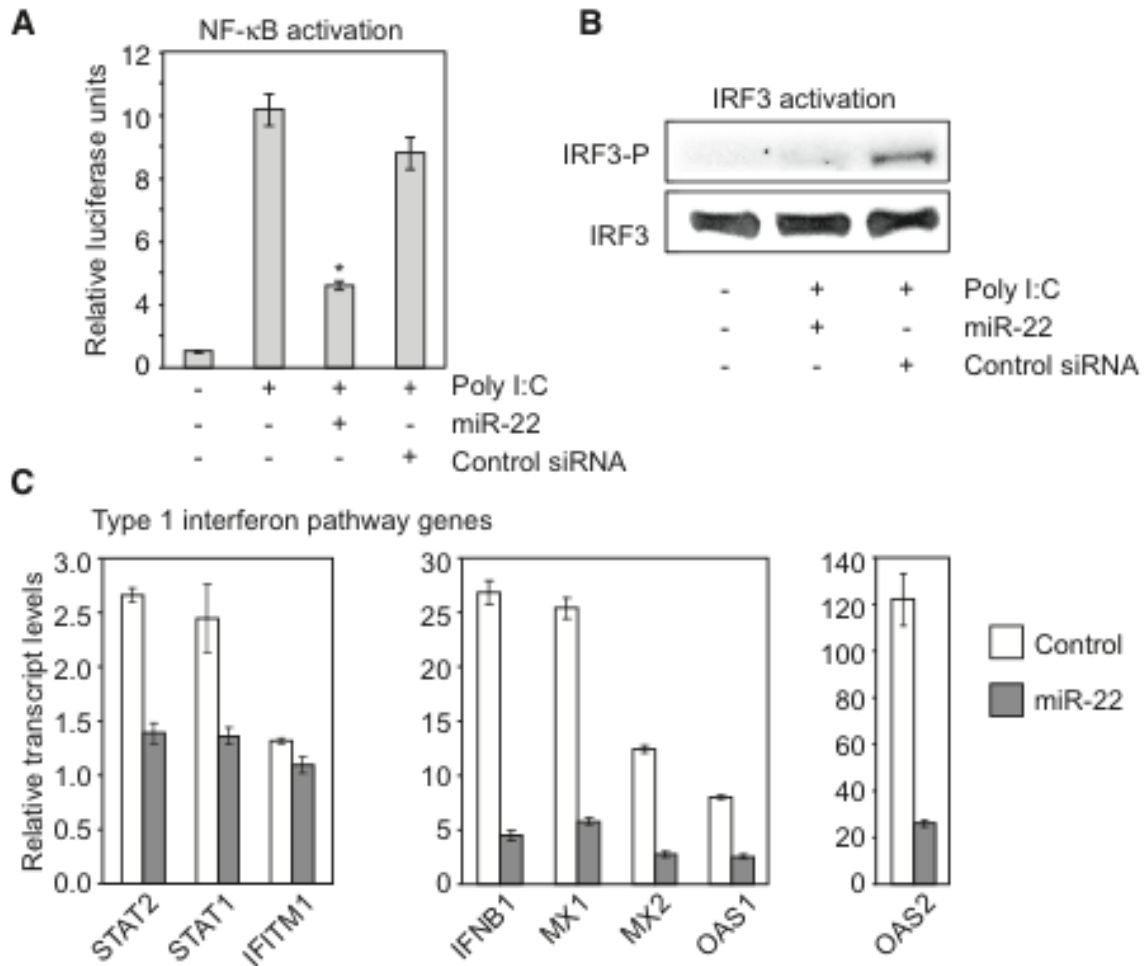 A
NF-κB activation
Relative luciferase units
12
10
8
6
4
2
0
- + + + Poly I:C
- - + - miR-22
- - - + Control siRNA
*
B
IRF3 activation
IRF3-P
IRF3
- + + Poly I:C
- + - miR-22
- - + Control siRNA
C
Type 1 interferon pathway genes
Relative transcript levels
3.0
2.5
2.0
1.5
1.0
0.5
0.0
STAT2
STAT1
IFITM1
30
25
20
15
10
5
0
IFNB1
MX1
MX2
OAS1
140
120
100
80
60
40
20
0
OAS2
Control
miR-22